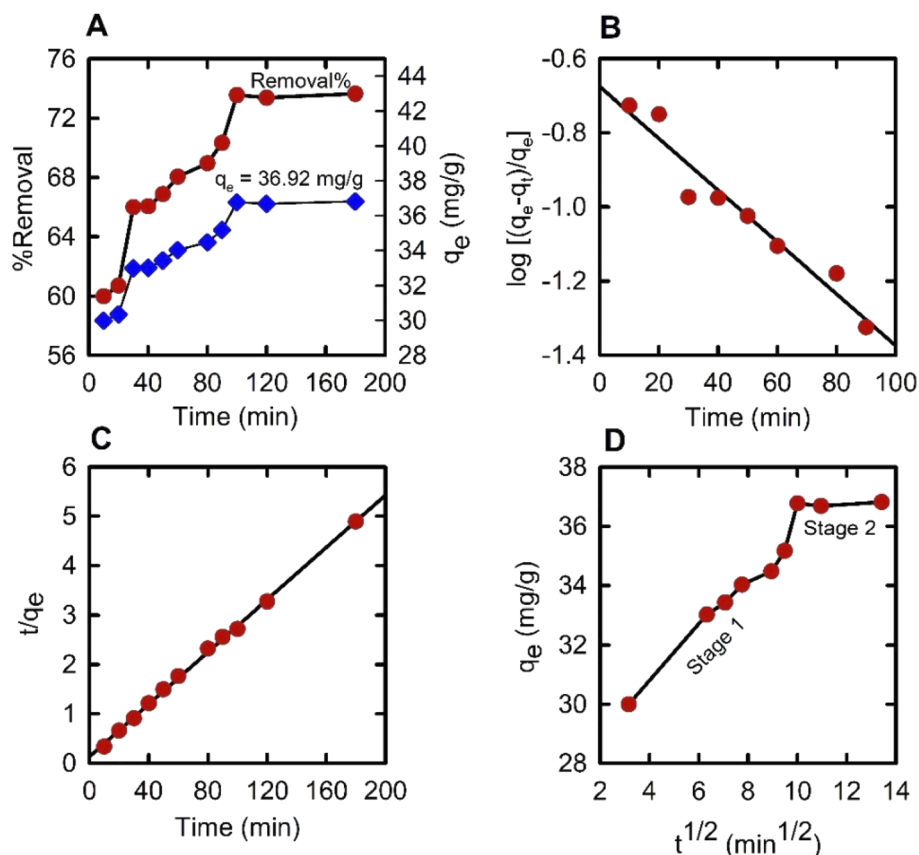 A
76
72
68
64
60
56
%Removal
Removal%
qe = 36.92 mg/g
44
42
40
38
36
34
32
30
28
qe (mg/g)
0 40 80 120 160 200
Time (min)
B
-0.6
-0.8
-1.0
-1.2
-1.4
log [(qe-qt)/qe]
0 20 40 60 80 100
Time (min)
C
6
5
4
3
2
1
0
t/qe
0 40 80 120 160 200
Time (min)
D
38
36
34
32
30
28
qe (mg/g)
Stage 1
Stage 2
2 4 6 8 10 12 14
t1/2 (min1/2)